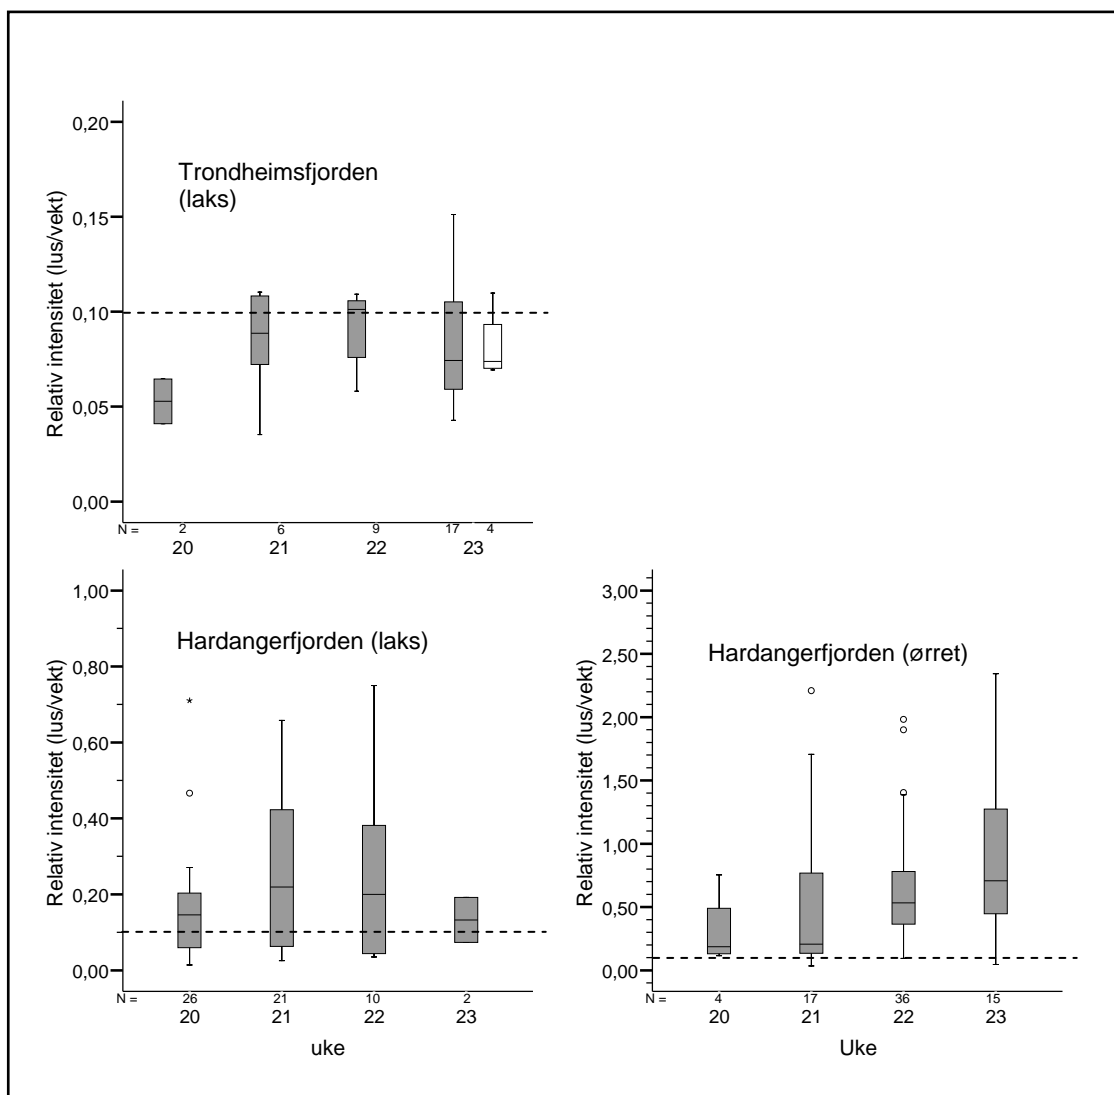 0,20
0,15
0,10
0,05
0,00
Relativ intensitet (lus/vekt)
Trondheimsfjorden
(laks)
N = 2 6 9 17 4
20 21 22 23
1,00
0,80
0,60
0,40
0,20
0,00
Relativ intensitet (lus/vekt)
Hardangerfjorden (laks)
N = 26 21 10 2
20 21 22 23
uke
3,00
2,50
2,00
1,50
1,00
0,50
0,00
Relativ intensitet (lus/vekt)
Hardangerfjorden (ørret)
N = 4 17 36 15
20 21 22 23
Uke